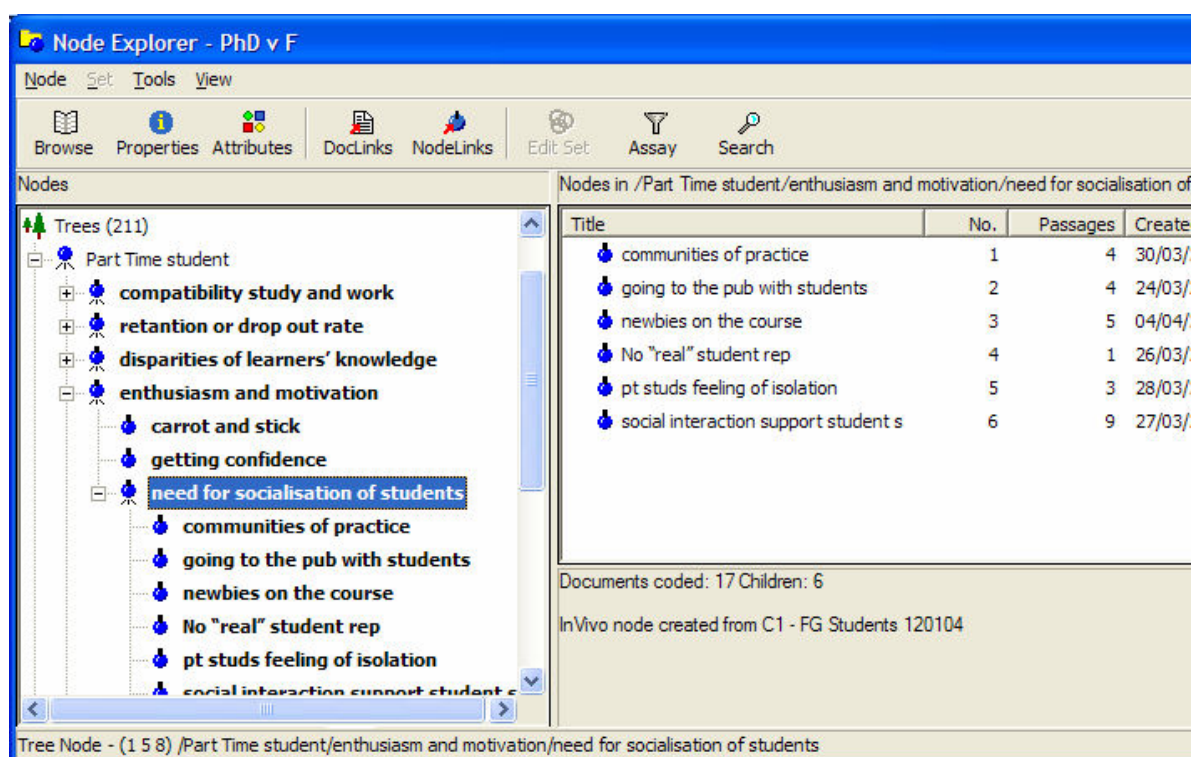 Node Explorer - PhD v F
Node Set Tools View
Browse Properties Attributes DocLinks NodeLinks Edit Set Assay Search
Nodes
Trees (211)
Part Time student
compatibility study and work
retantion or drop out rate
disparities of learners' knowledge
enthusiasm and motivation
carrot and stick
getting confidence
need for socialisation of students
communities of practice
going to the pub with students
newbies on the course
No "real" student rep
pt studs feeling of isolation
social interaction support student s
Nodes in /Part Time student/enthusiasm and motivation/need for socialisation of
Title No. Passages Create
communities of practice 1 4 30/03/
going to the pub with students 2 4 24/03/
newbies on the course 3 5 04/04/
No "real" student rep 4 1 26/03/
pt studs feeling of isolation 5 3 28/03/
social interaction support student s 6 9 27/03/
Documents coded: 17 Children: 6
InVivo node created from C1 - FG Students 120104
Tree Node - (1 5 8) /Part Time student/enthusiasm and motivation/need for socialisation of students